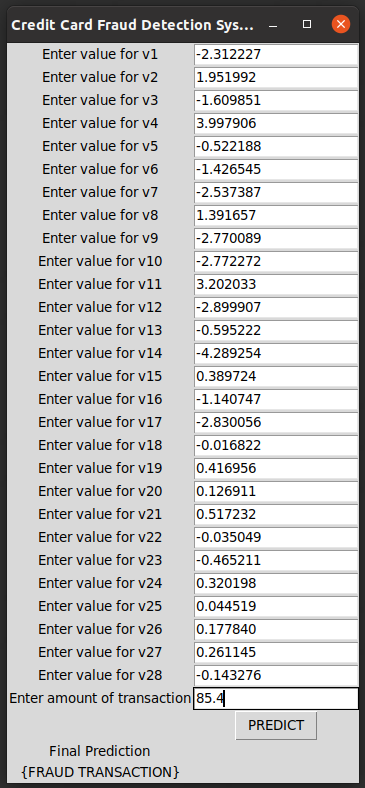 Credit Card Fraud Detection Sys...
Enter value for v1 -2.312227
Enter value for v2 1.951992
Enter value for v3 -1.609851
Enter value for v4 3.997906
Enter value for v5 -0.522188
Enter value for v6 -1.426545
Enter value for v7 -2.537387
Enter value for v8 1.391657
Enter value for v9 -2.770089
Enter value for v10 -2.772272
Enter value for v11 3.202033
Enter value for v12 -2.899907
Enter value for v13 -0.595222
Enter value for v14 -4.289254
Enter value for v15 0.389724
Enter value for v16 -1.140747
Enter value for v17 -2.830056
Enter value for v18 -0.016822
Enter value for v19 0.416956
Enter value for v20 0.126911
Enter value for v21 0.517232
Enter value for v22 -0.035049
Enter value for v23 -0.465211
Enter value for v24 0.320198
Enter value for v25 0.044519
Enter value for v26 0.177840
Enter value for v27 0.261145
Enter value for v28 -0.143276
Enter amount of transaction 85.4
PREDICT
Final Prediction
{FRAUD TRANSACTION}